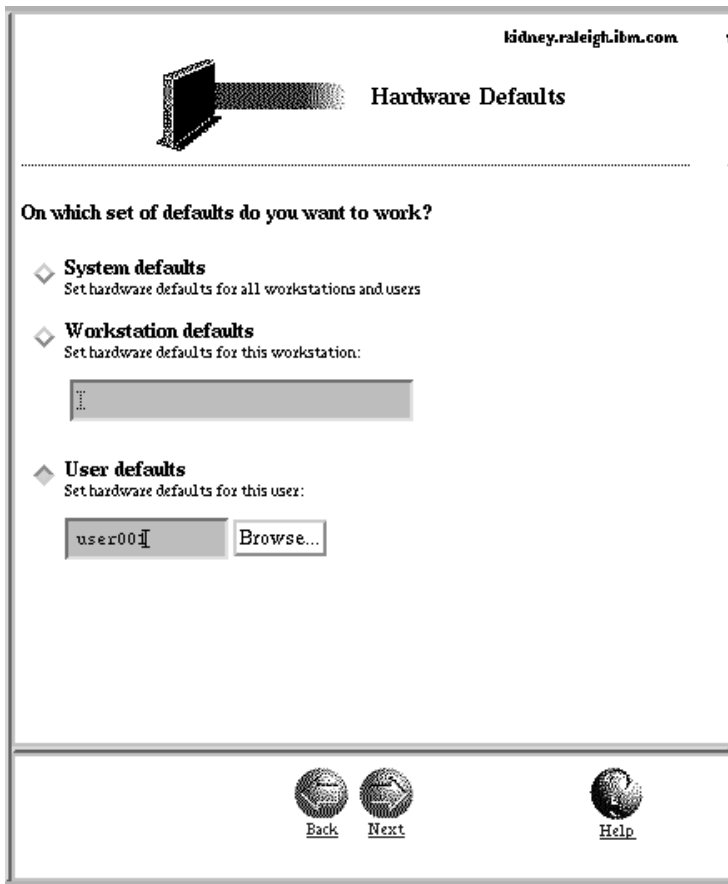 kidney.raleigh.ibm.com
Hardware Defaults
On which set of defaults do you want to work?
System defaults
Set hardware defaults for all workstations and users
Workstation defaults
Set hardware defaults for this workstation:
User defaults
Set hardware defaults for this user:
user001
Browse...
Back
Next
Help